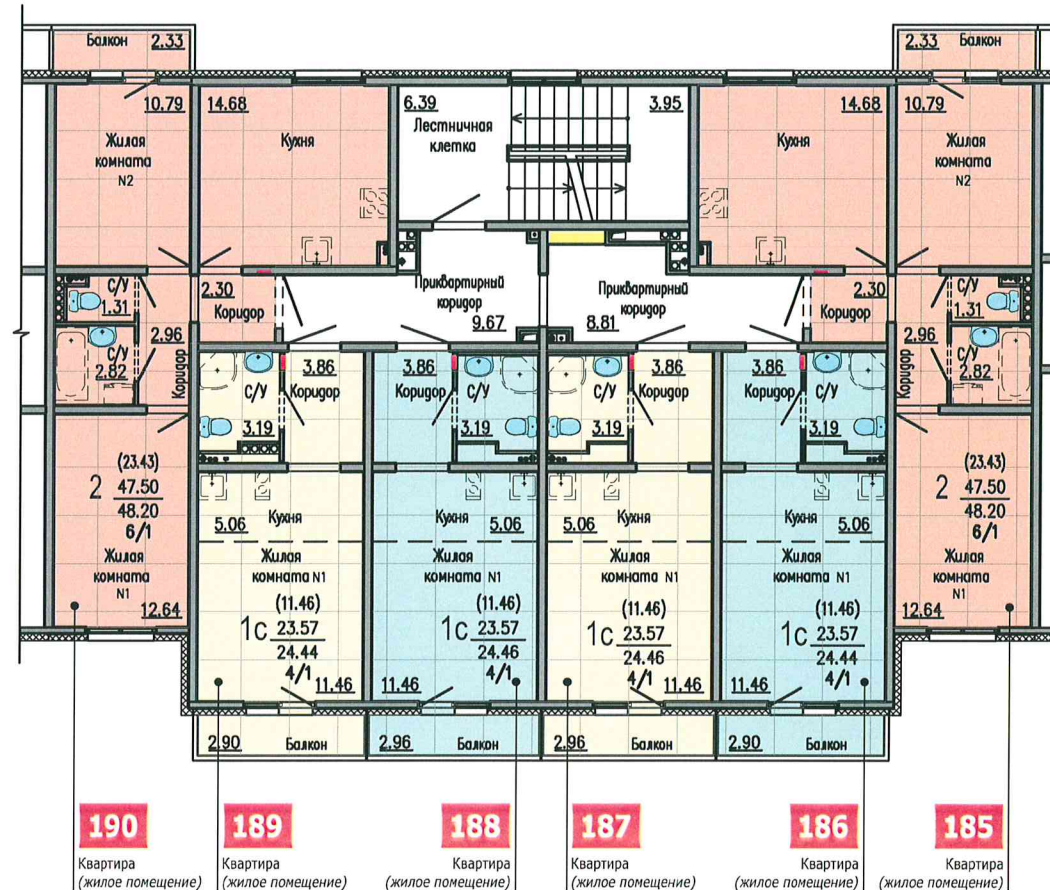 Балкон 2.33
2.33 Балкон
10.79
14.68
6.39
3.95
14.68
10.79
Лестничная
клетка
Жилая
комната
N2
Кухня
Кухня
Жилая
комната
N2
С/У
1.31
2.30
Коридор
Приквартирный
коридор
9.67
Приквартирный
коридор
8.81
2.30
Коридор
С/У
1.31
2.96
Коридор
С/У
2.82
2.96
Коридор
С/У
2.82
С/У
3.19
3.86
Коридор
3.86
Коридор
С/У
3.19
С/У
3.19
3.86
Коридор
3.86
Коридор
С/У
3.19
(23.43)
2 47.50
48.20
6/1
Жилая
комната
N1
12.64
Кухня
5.06
Жилая
комната N1
(11.46)
1С 23.57
24.44
4/1
11.46
Кухня
5.06
Жилая
комната N1
(11.46)
1С 23.57
24.46
4/1
11.46
Кухня
5.06
Жилая
комната N1
(11.46)
1С 23.57
24.46
4/1
11.46
Кухня
5.06
Жилая
комната N1
(11.46)
1С 23.57
24.44
4/1
11.46
(23.43)
2 47.50
48.20
6/1
Жилая
комната
N1
12.64
2.90 Балкон
2.96 Балкон
2.96 Балкон
2.90 Балкон
190
Квартира
(жилое помещение)
189
Квартира
(жилое помещение)
188
Квартира
(жилое помещение)
187
Квартира
(жилое помещение)
186
Квартира
(жилое помещение)
185
Квартира
(жилое помещение)